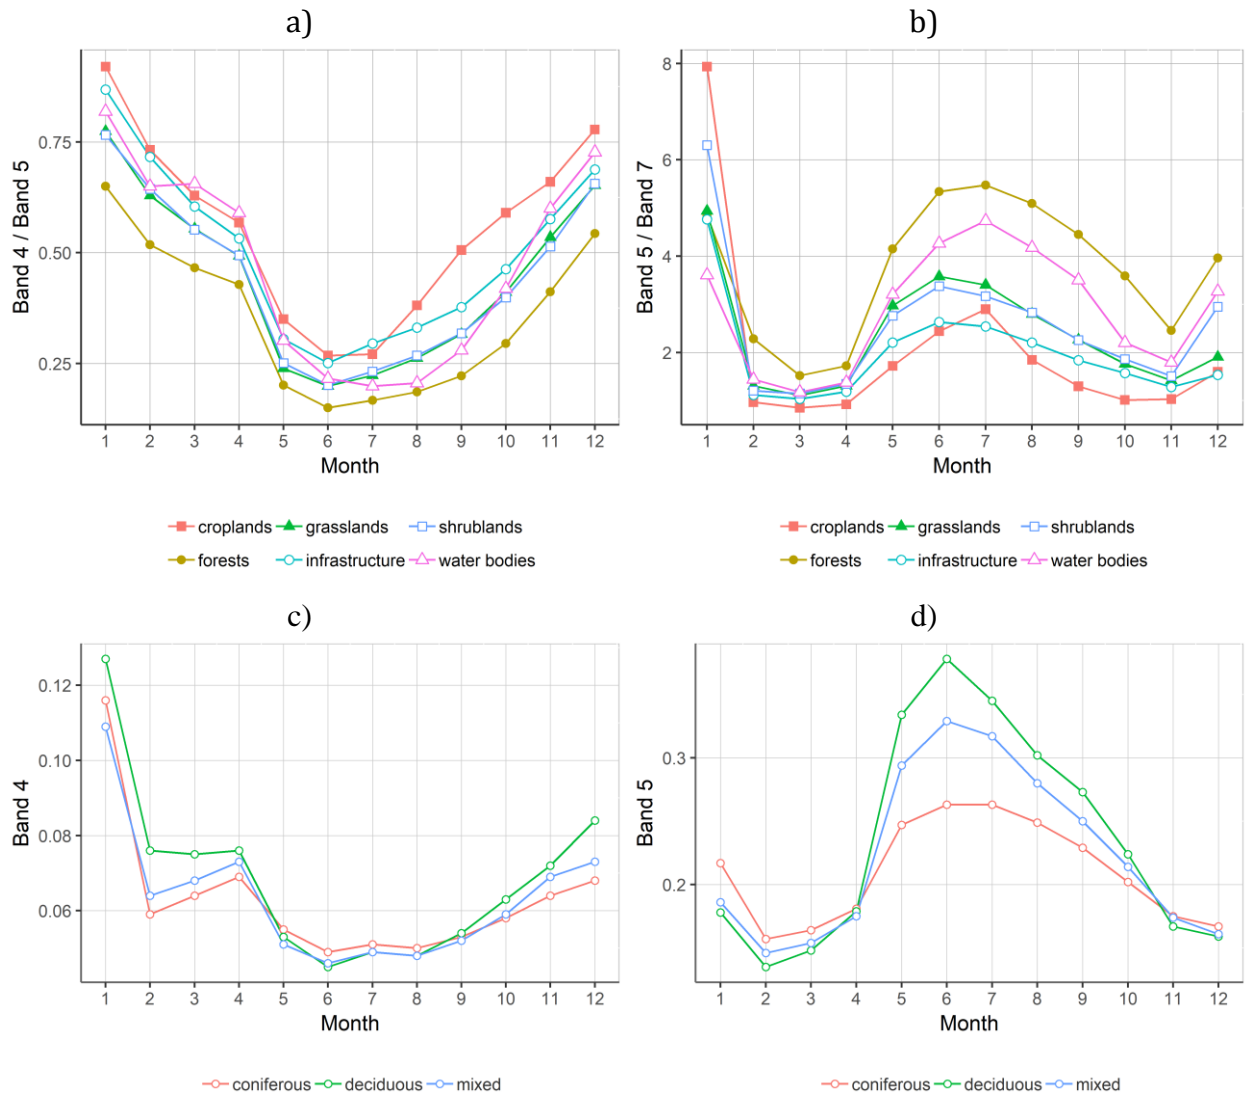 a)
Band 4 / Band 5
0.75
0.50
0.25
1 2 3 4 5 6 7 8 9 10 11 12
Month
croplands grasslands shrublands
forests infrastructure water bodies
b)
Band 5 / Band 7
8
6
4
2
1 2 3 4 5 6 7 8 9 10 11 12
Month
croplands grasslands shrublands
forests infrastructure water bodies
c)
Band 4
0.12
0.10
0.08
0.06
1 2 3 4 5 6 7 8 9 10 11 12
Month
coniferous deciduous mixed
d)
Band 5
0.3
0.2
1 2 3 4 5 6 7 8 9 10 11 12
Month
coniferous deciduous mixed